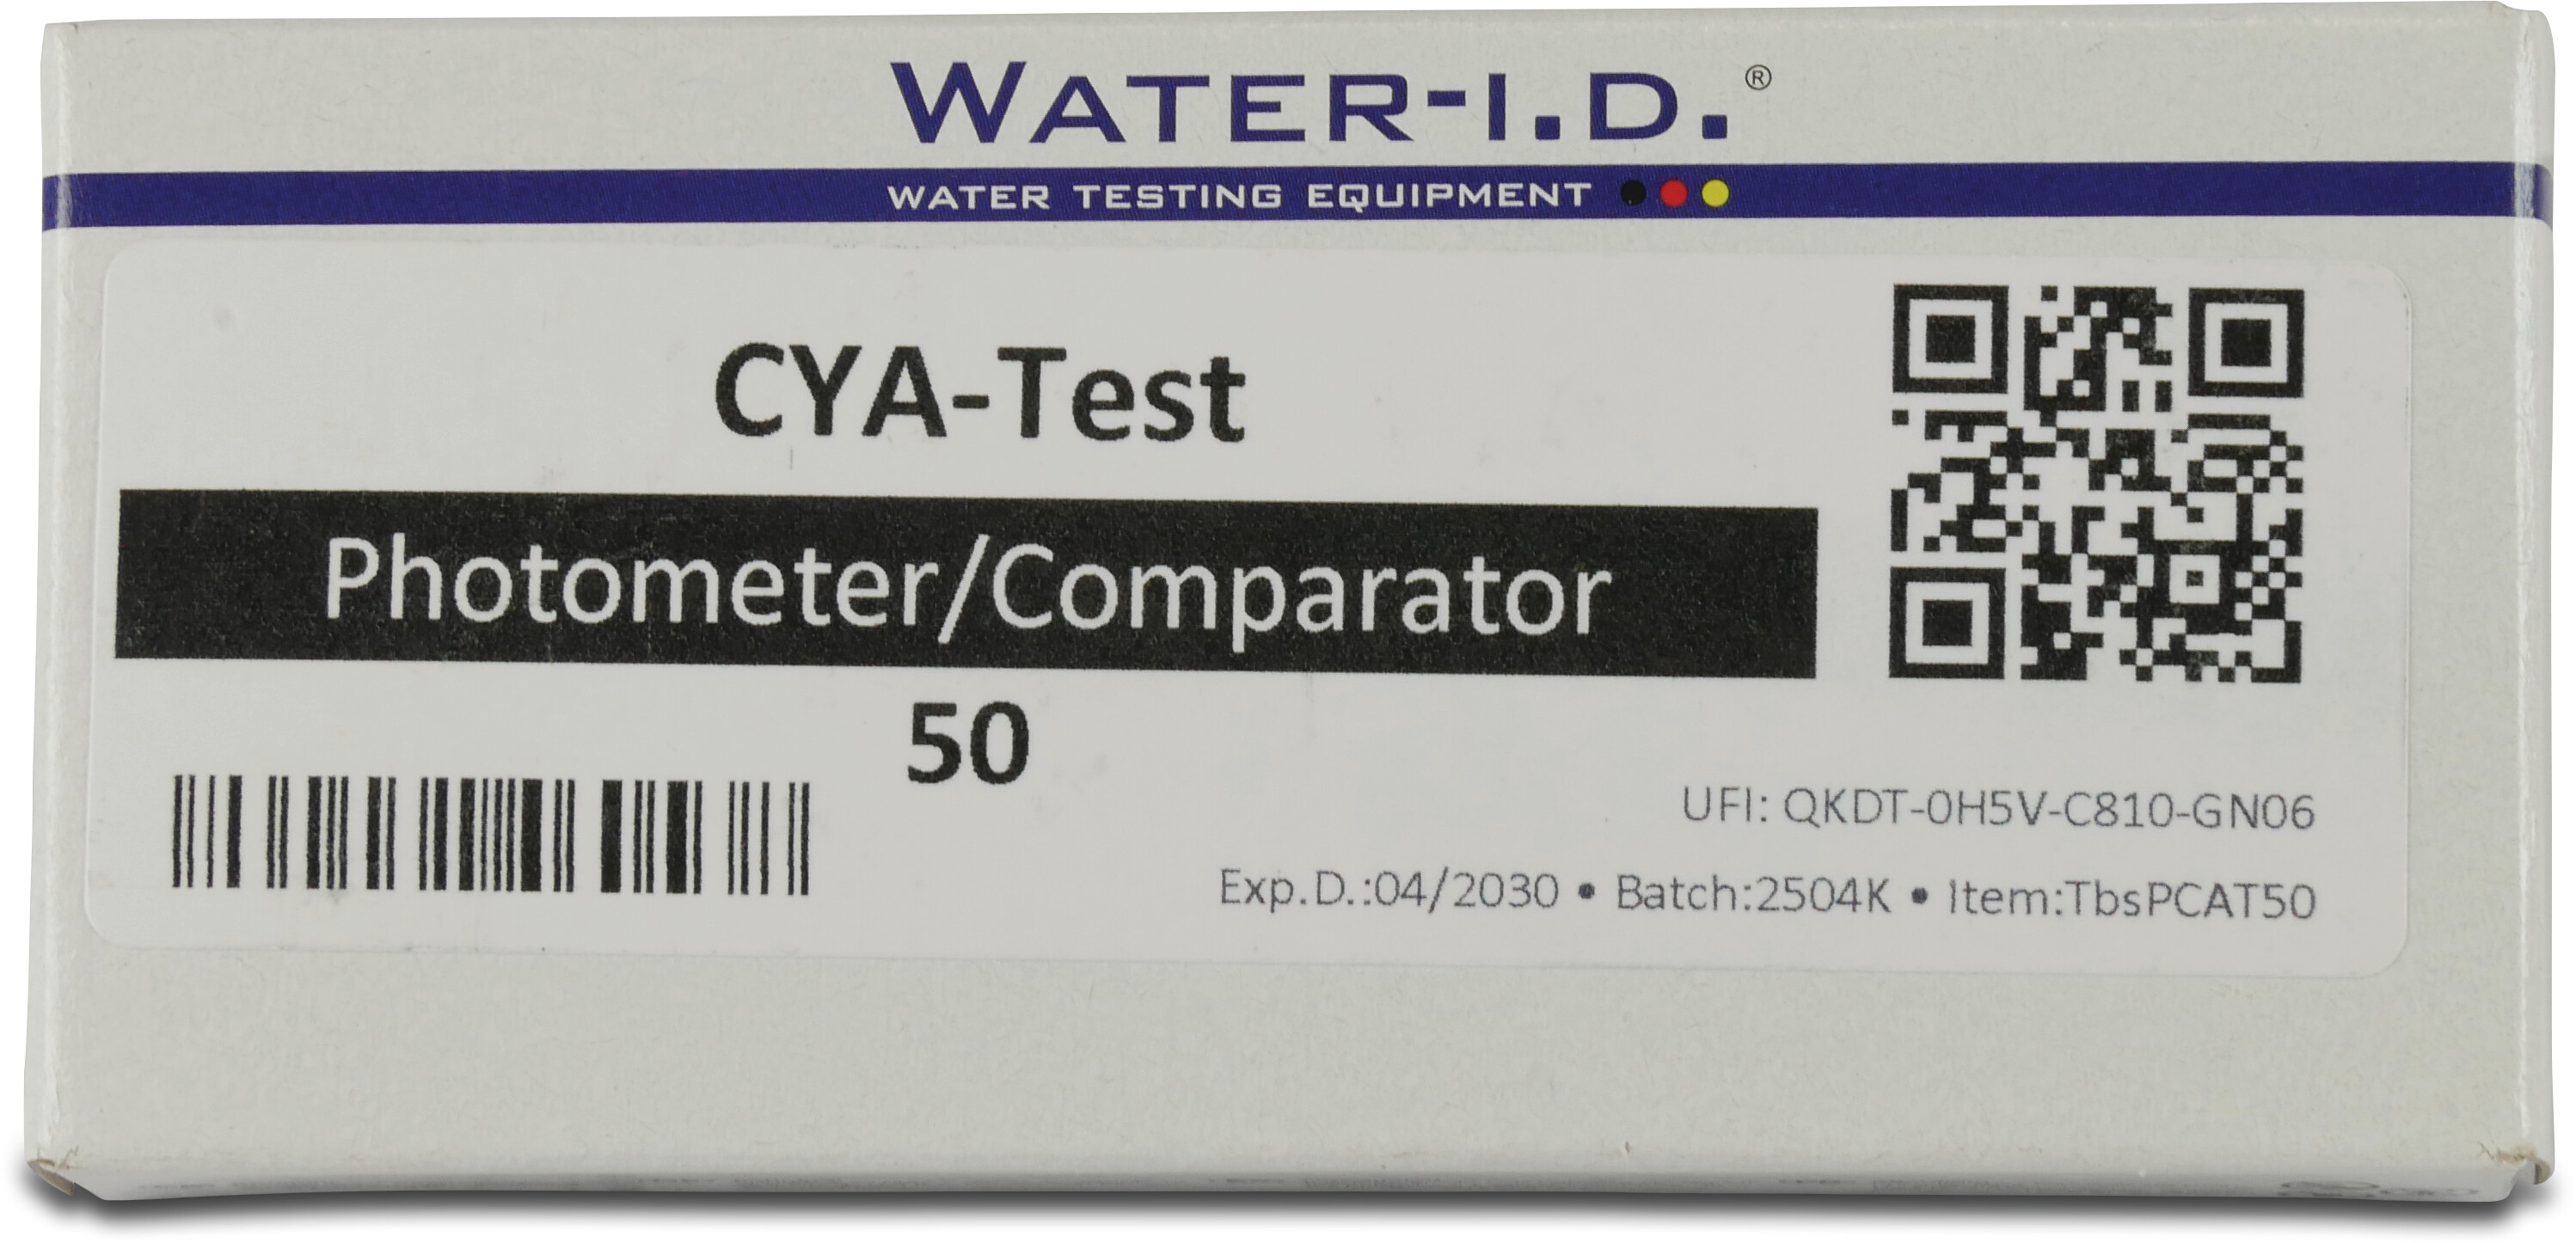 WATER-I.D.®
WATER TESTING EQUIPMENT
CYA-Test
Photometer/Comparator
50
UFI: QKDT-0H5V-C810-GN06
Exp.D.:04/2030 • Batch:2504K • Item:TbsPCAT50